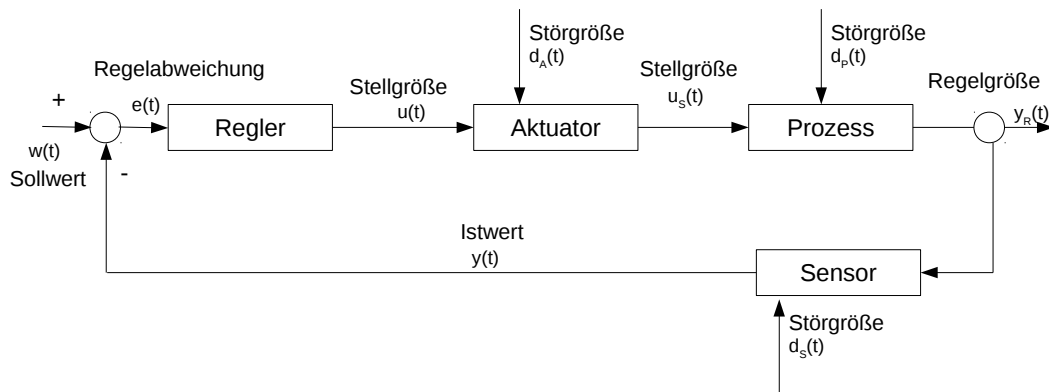 Störgröße
d_A(t)
Störgröße
d_P(t)
Regelabweichung
Stellgröße
u(t)
Stellgröße
u_S(t)
Regelgröße
y_R(t)
+
e(t)
Regler
Aktuator
Prozess
w(t)
Sollwert
-
Istwert
y(t)
Sensor
Störgröße
d_S(t)